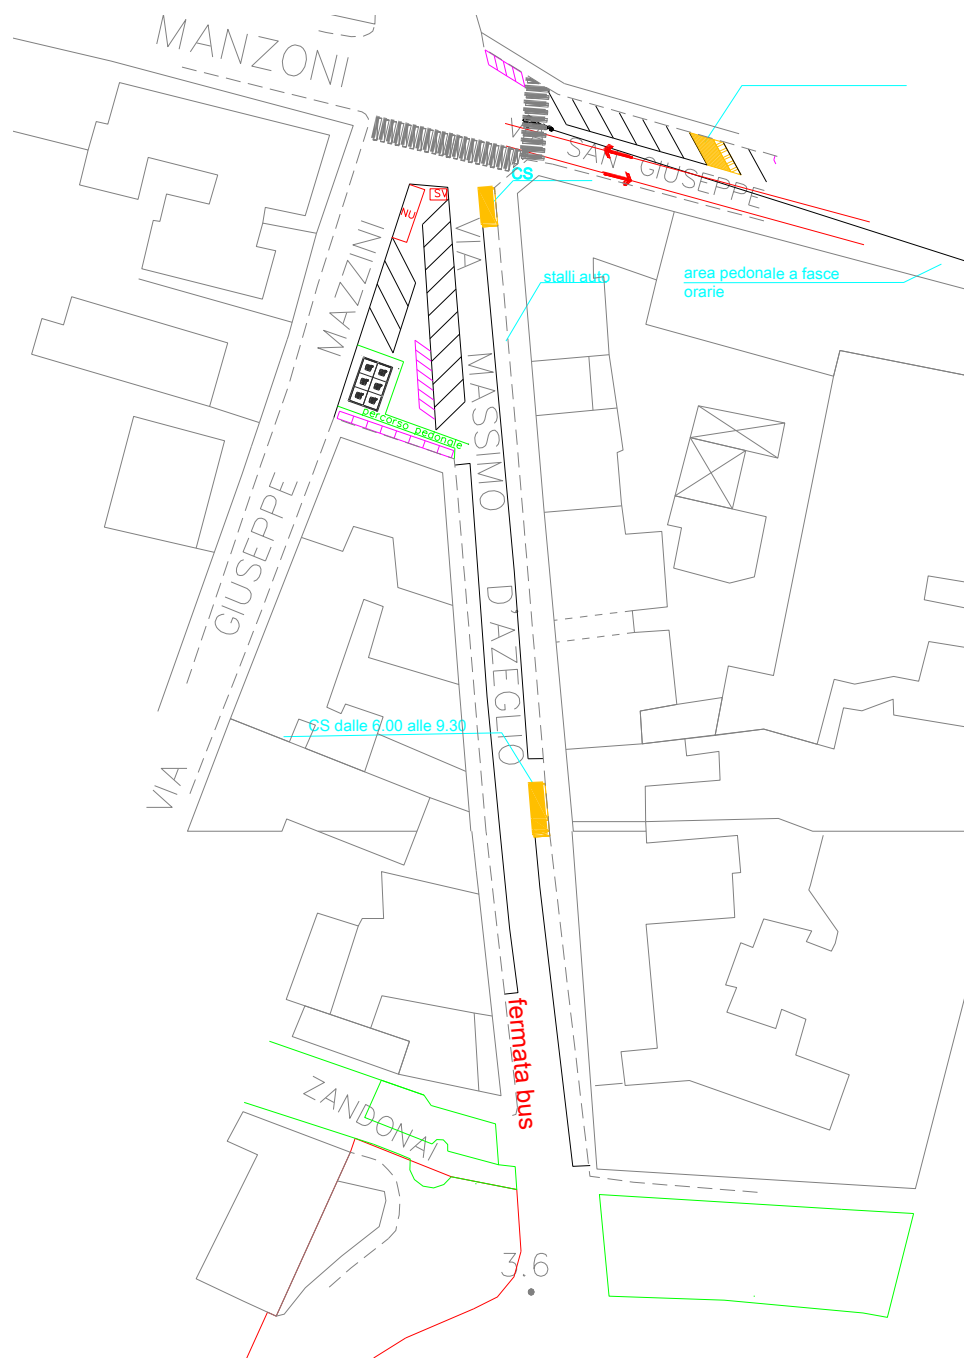 MANZONI
VIA SAN GIUSEPPE
CS
SV
NU
VIA MASSIMO D'AZEGLIO
stalli auto
area pedonale a fasce
orarie
VIA GIUSEPPE MAZZINI
percorso pedonale
CS dalle 6.00 alle 9.30
fermata bus
ZANDONAI
3.6